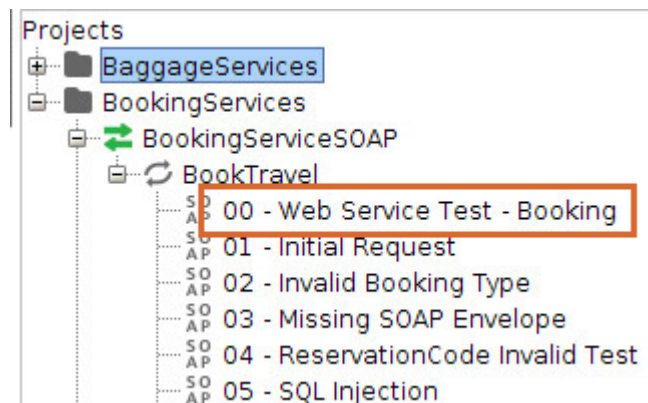 Projects
BaggageServices
BookingServices
BookingServiceSOAP
BookTravel
SOAP 00 - Web Service Test - Booking
SOAP 01 - Initial Request
SOAP 02 - Invalid Booking Type
SOAP 03 - Missing SOAP Envelope
SOAP 04 - ReservationCode Invalid Test
SOAP 05 - SQL Injection